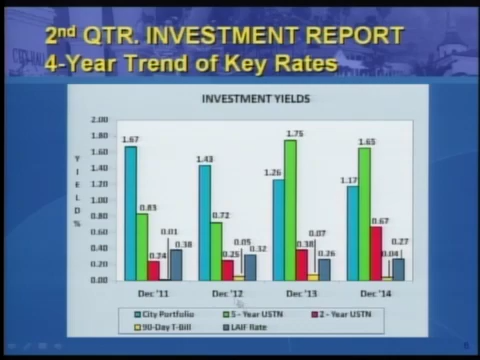 2nd QTR. INVESTMENT REPORT
4-Year Trend of Key Rates
INVESTMENT YIELDS
YIELD%
2.00
1.80
1.60
1.40
1.20
1.00
0.80
0.60
0.40
0.20
0.00
1.67
0.83
0.24
0.01
0.38
1.43
0.72
0.25
0.05
0.32
1.26
1.75
0.38
0.07
0.26
1.17
1.65
0.67
0.04
0.27
Dec '11
Dec '12
Dec '13
Dec '14
City Portfolio
5 - Year USTN
2 - Year USTN
90-Day T-Bill
LAIF Rate